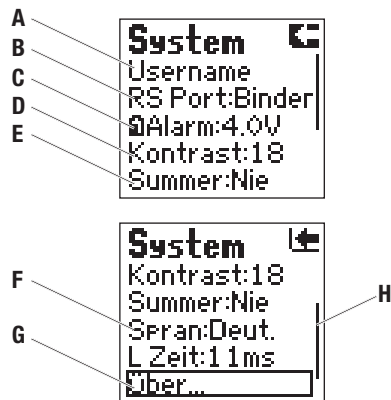 A
B
C
D
E
System
Username
RS Port:Binder
Alarm:4.0V
Kontrast:18
Summer:Nie
F
G
H
System
Kontrast:18
Summer:Nie
Spran:Deut.
L Zeit:11ms
Über...